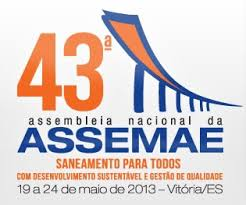 43ª
assembleia nacional da
ASSEMAE
SANEAMENTO PARA TODOS
COM DESENVOLVIMENTO SUSTENTÁVEL E GESTÃO DE QUALIDADE
19 a 24 de maio de 2013 – Vitória/ES